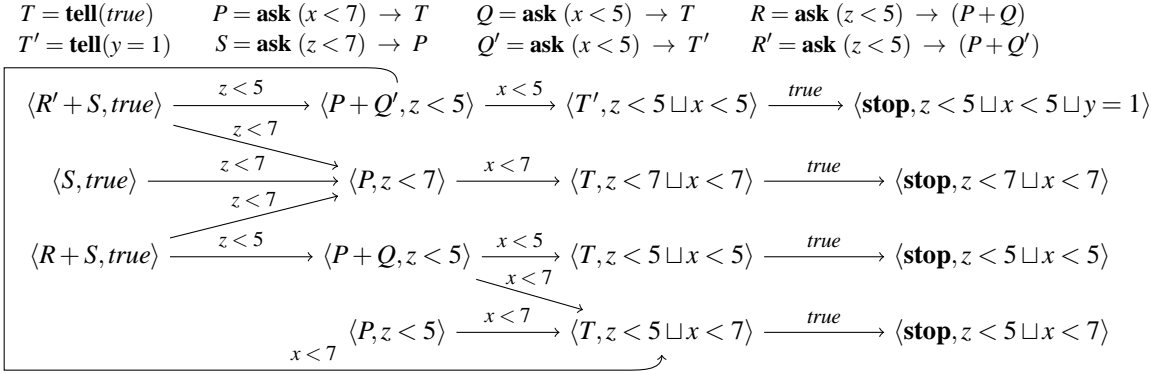 T = tell(true) P = ask (x < 7) → T Q = ask (x < 5) → T R = ask (z < 5) → (P + Q)
T′ = tell(y = 1) S = ask (z < 7) → P Q′ = ask (x < 5) → T′ R′ = ask (z < 5) → (P + Q′)
z < 5 x < 5 true
⟨R′ + S, true⟩ ⟨P + Q′, z < 5⟩ ⟨T′, z < 5 ⊔ x < 5⟩ ⟨stop, z < 5 ⊔ x < 5 ⊔ y = 1⟩
z < 7
z < 7 x < 7 true
⟨S, true⟩ ⟨P, z < 7⟩ ⟨T, z < 7 ⊔ x < 7⟩ ⟨stop, z < 7 ⊔ x < 7⟩
z < 7
z < 5 x < 5 true
⟨R + S, true⟩ ⟨P + Q, z < 5⟩ ⟨T, z < 5 ⊔ x < 5⟩ ⟨stop, z < 5 ⊔ x < 5⟩
x < 7
x < 7 true
⟨P, z < 5⟩ ⟨T, z < 5 ⊔ x < 7⟩ ⟨stop, z < 5 ⊔ x < 7⟩
x < 7